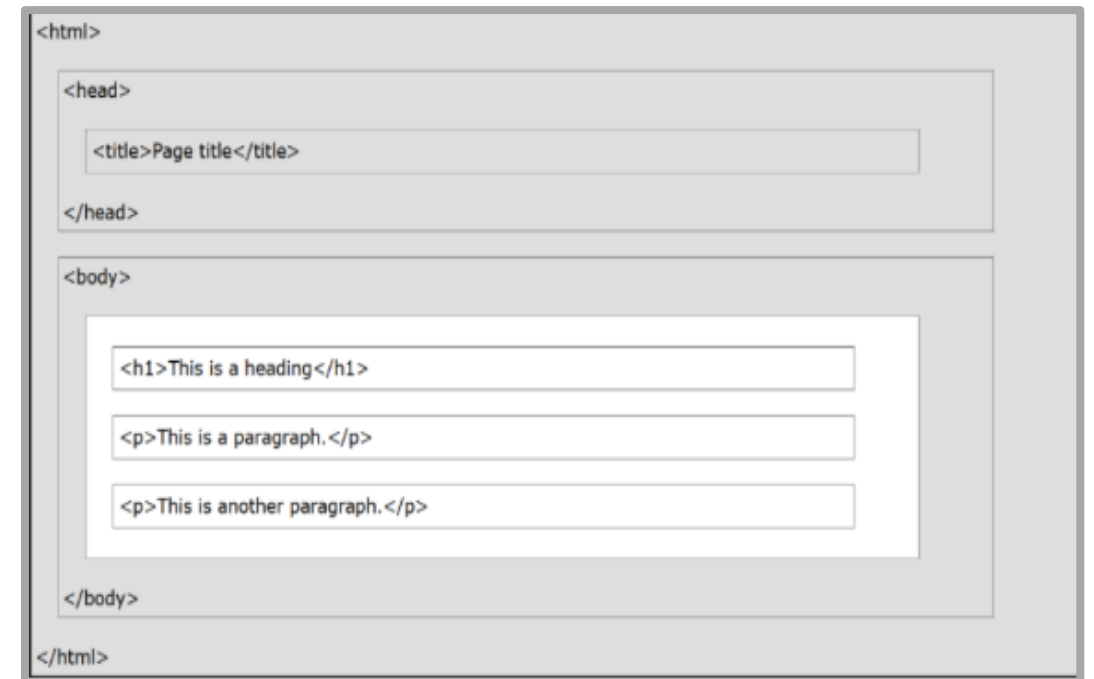 <html>
<head>
<title>Page title</title>
</head>
<body>
<h1>This is a heading</h1>
<p>This is a paragraph.</p>
<p>This is another paragraph.</p>
</body>
</html>